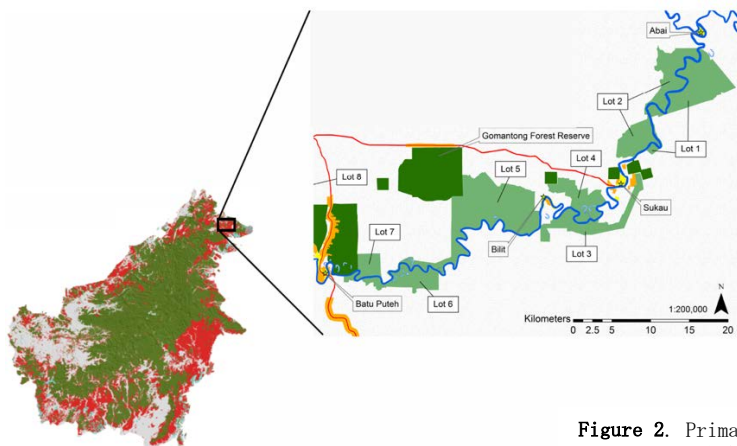 Abai
Lot 2
Gomantong Forest Reserve
Lot 1
Lot 5
Lot 4
Lot 8
Sukau
Lot 7
Bilit
Lot 3
Batu Puteh
Lot 6
N
1:200,000
Kilometers
0 2.5 5 10 15 20
Figure 2. Prima